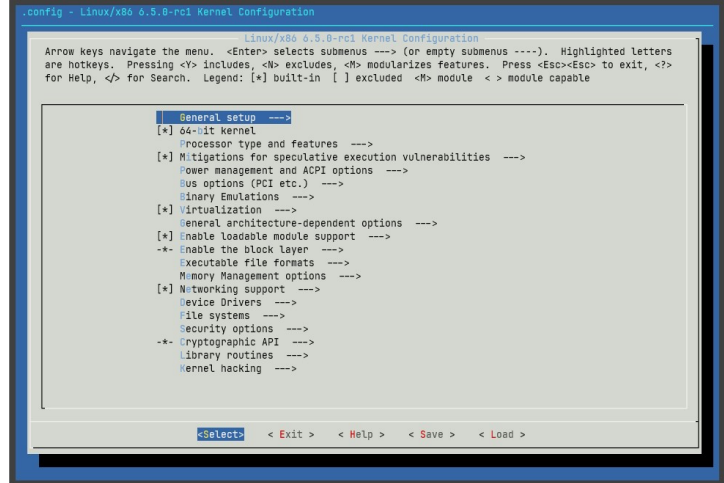 .config - Linux/x86 6.5.0-rc1 Kernel Configuration
Linux/x86 6.5.0-rc1 Kernel Configuration
Arrow keys navigate the menu.  <Enter> selects submenus ---> (or empty submenus ----).  Highlighted letters
are hotkeys.  Pressing <Y> includes, <N> excludes, <M> modularizes features.  Press <Esc><Esc> to exit, <?>
for Help, </> for Search.  Legend: [*] built-in  [ ] excluded  <M> module  < > module capable
General setup  --->
[*] 64-bit kernel
Processor type and features  --->
[*] Mitigations for speculative execution vulnerabilities  --->
Power management and ACPI options  --->
Bus options (PCI etc.)  --->
Binary Emulations  --->
[*] Virtualization  --->
General architecture-dependent options  --->
[*] Enable loadable module support  --->
-*- Enable the block layer  --->
Executable file formats  --->
Memory Management options  --->
[*] Networking support  --->
Device Drivers  --->
File systems  --->
Security options  --->
-*- Cryptographic API  --->
Library routines  --->
Kernel hacking  --->
<Select>    < Exit >    < Help >    < Save >    < Load >